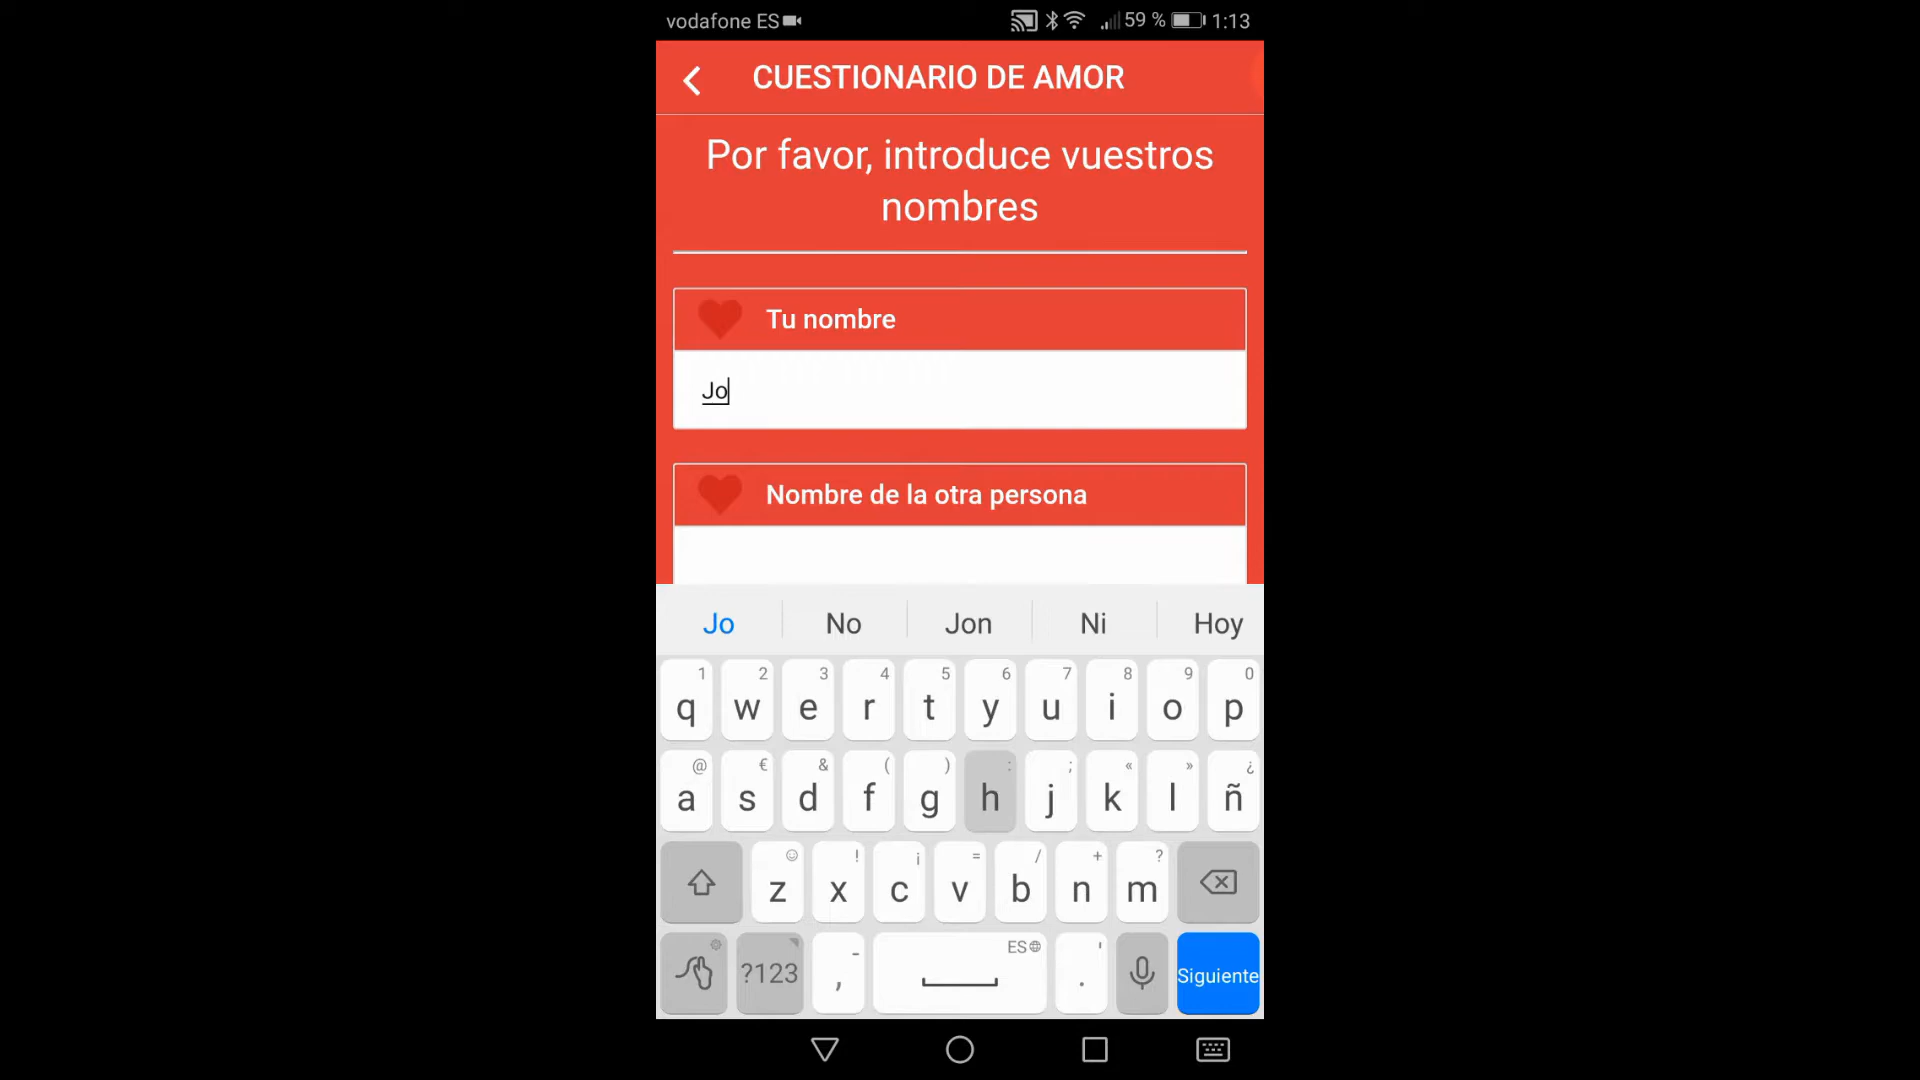 vodafone ES 59 % 1:13
CUESTIONARIO DE AMOR
Por favor, introduce vuestros
nombres
Tu nombre
Jo
Nombre de la otra persona
Jo No Jon Ni Hoy
1 2 3 4 5 6 7 8 9 0
q w e r t y u i o p
@ € & ( ) : ; « » ¿
a s d f g h j k l ñ
! ¡ = / + ?
z x c v b n m
- ES '
?123 , . Siguiente